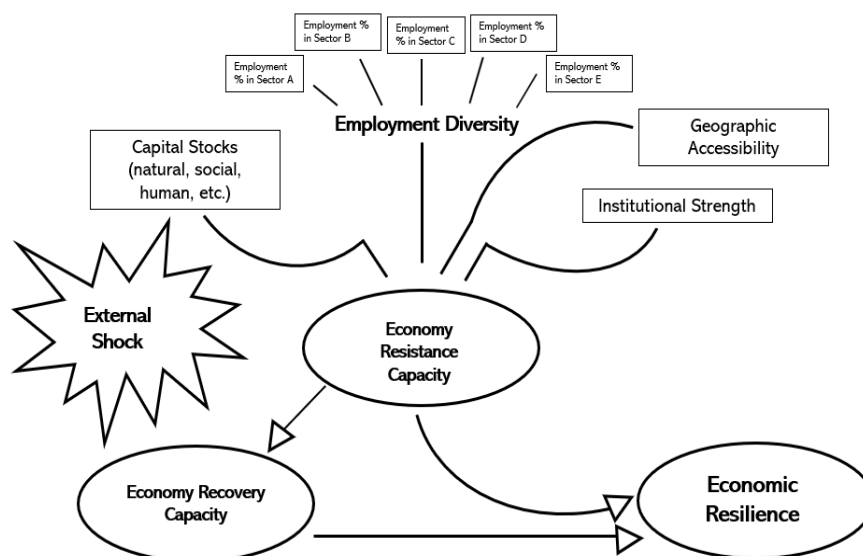 Employment %
in Sector B
Employment
% in Sector C
Employment
% in Sector D
Employment
% in Sector A
Employment %
in Sector E
Employment Diversity
Capital Stocks
(natural, social,
human, etc.)
Geographic
Accessibility
Institutional Strength
External
Shock
Economy
Resistance
Capacity
Economy Recovery
Capacity
Economic
Resilience